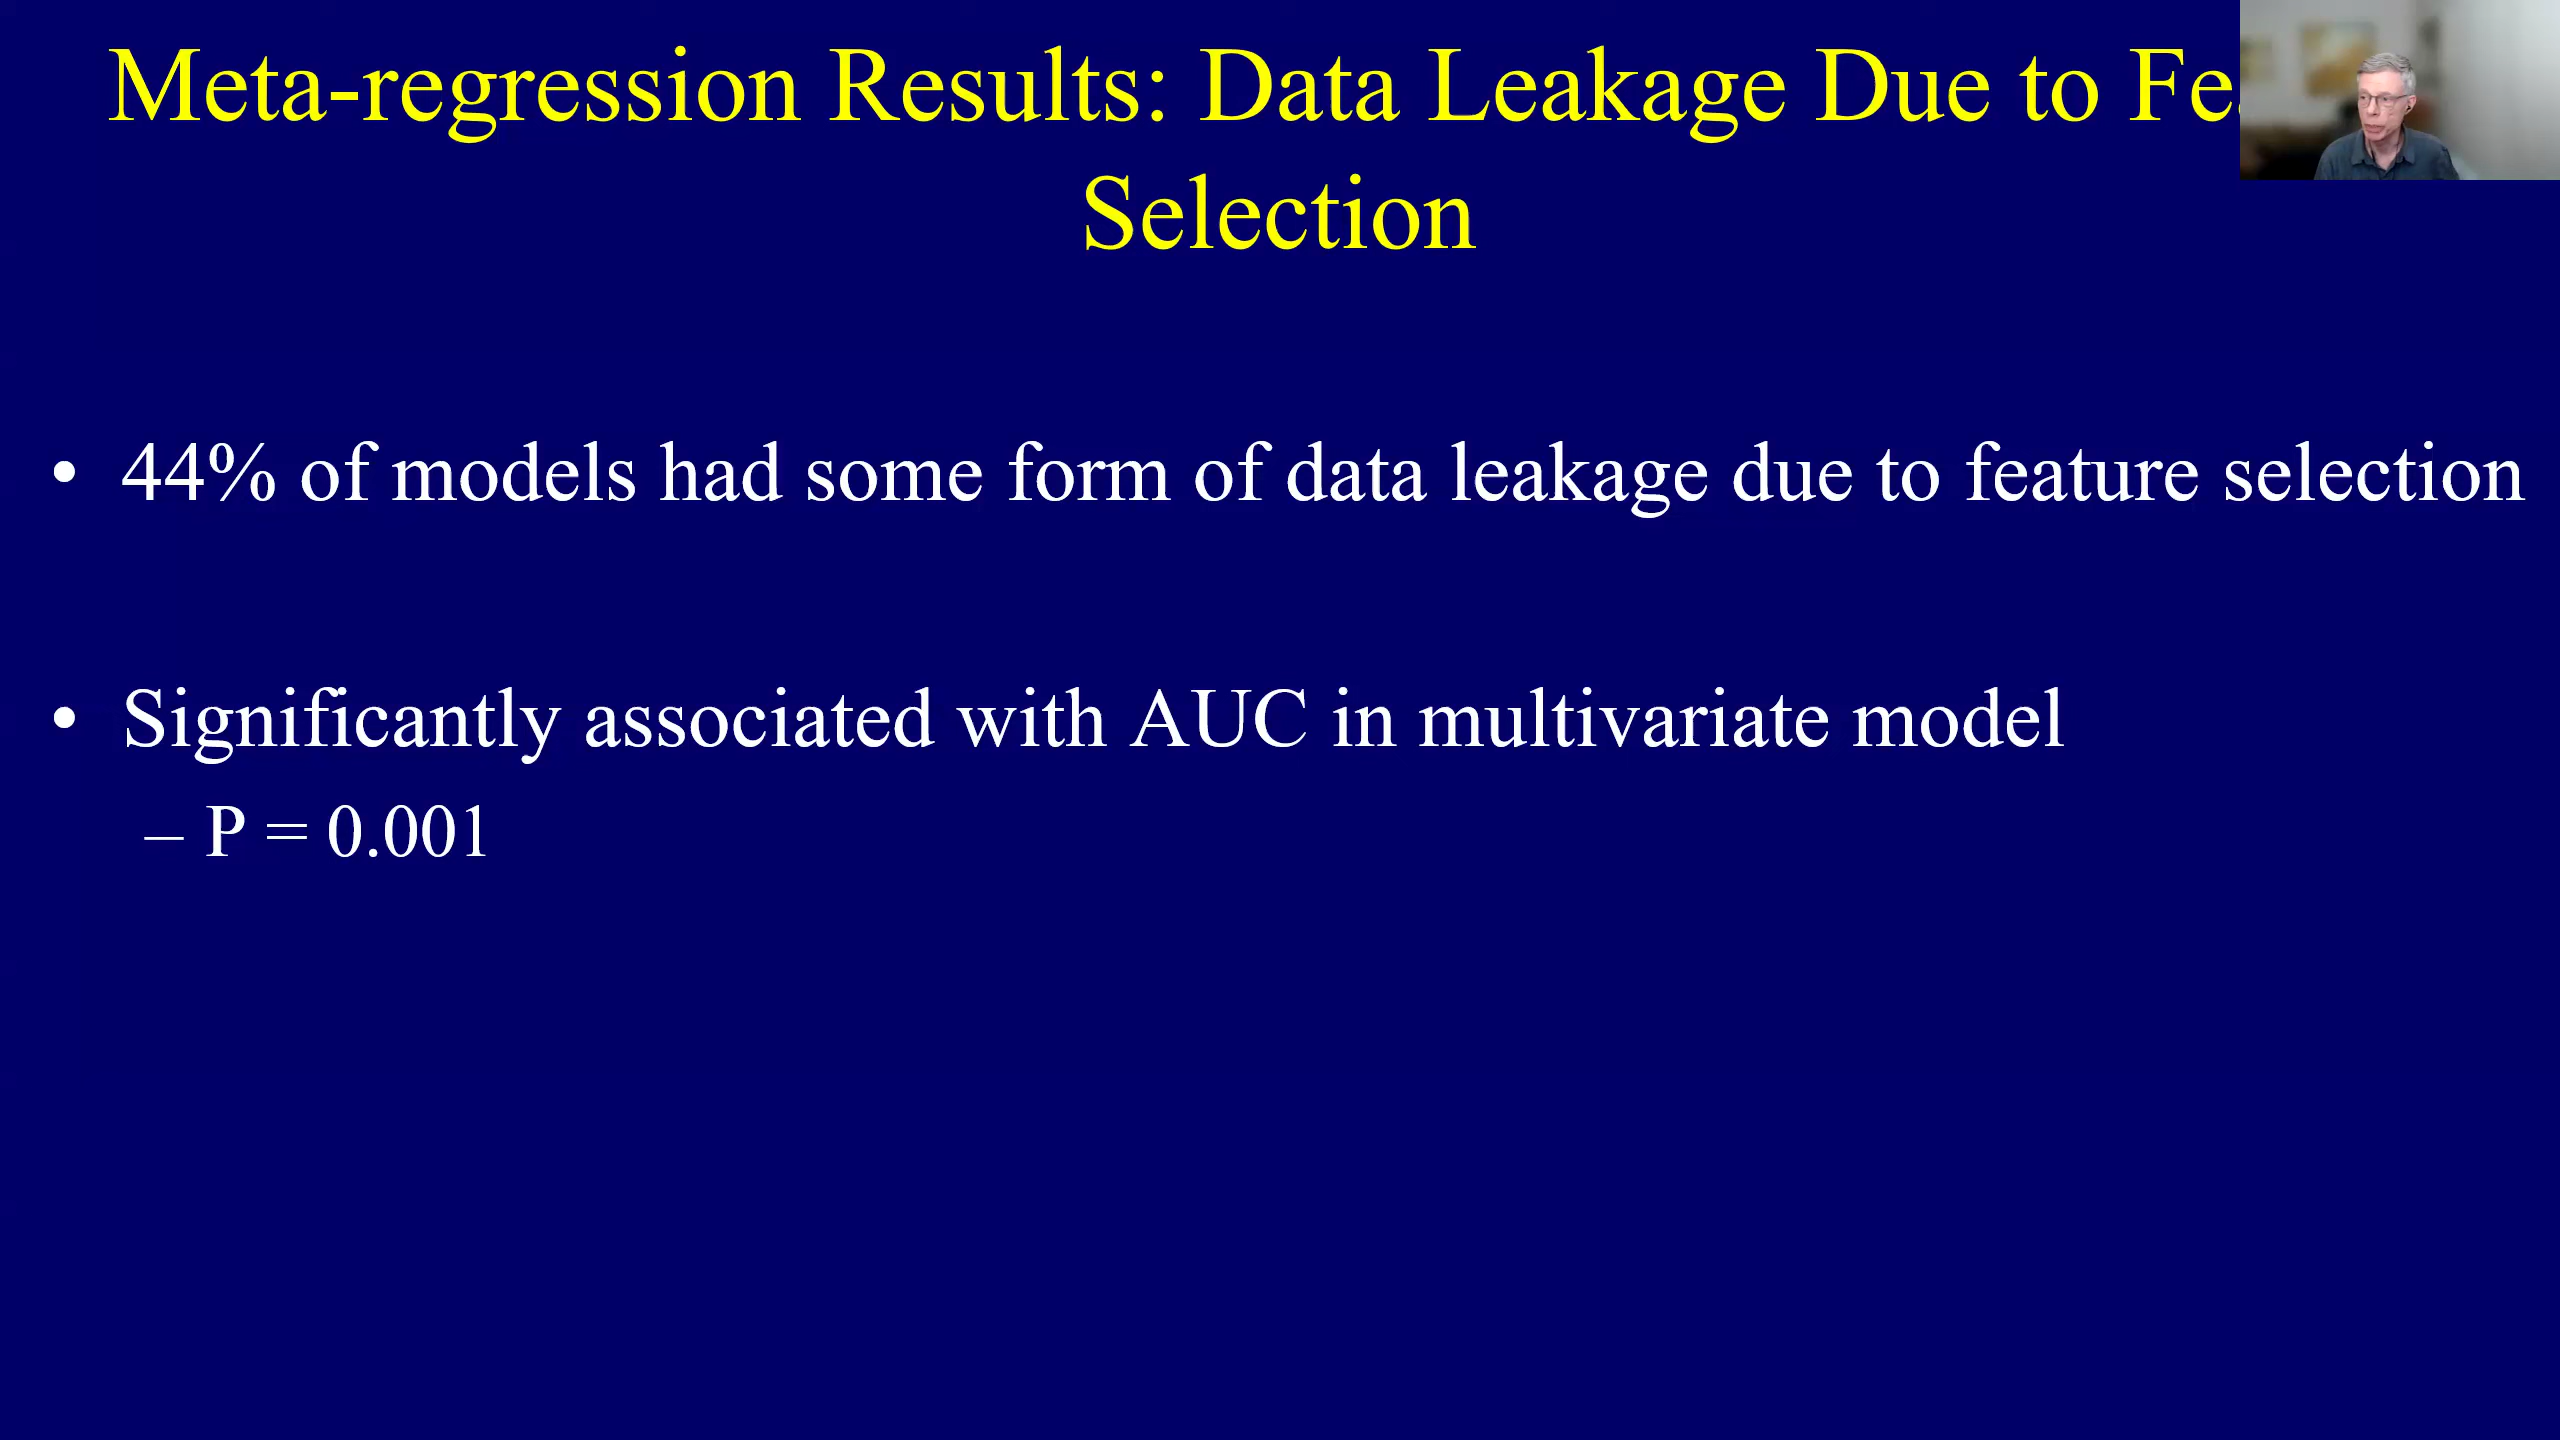 Meta-regression Results: Data Leakage Due to
Selection
• 44% of models had some form of data leakage due to feature selection
• Significantly associated with AUC in multivariate model
– P = 0.001